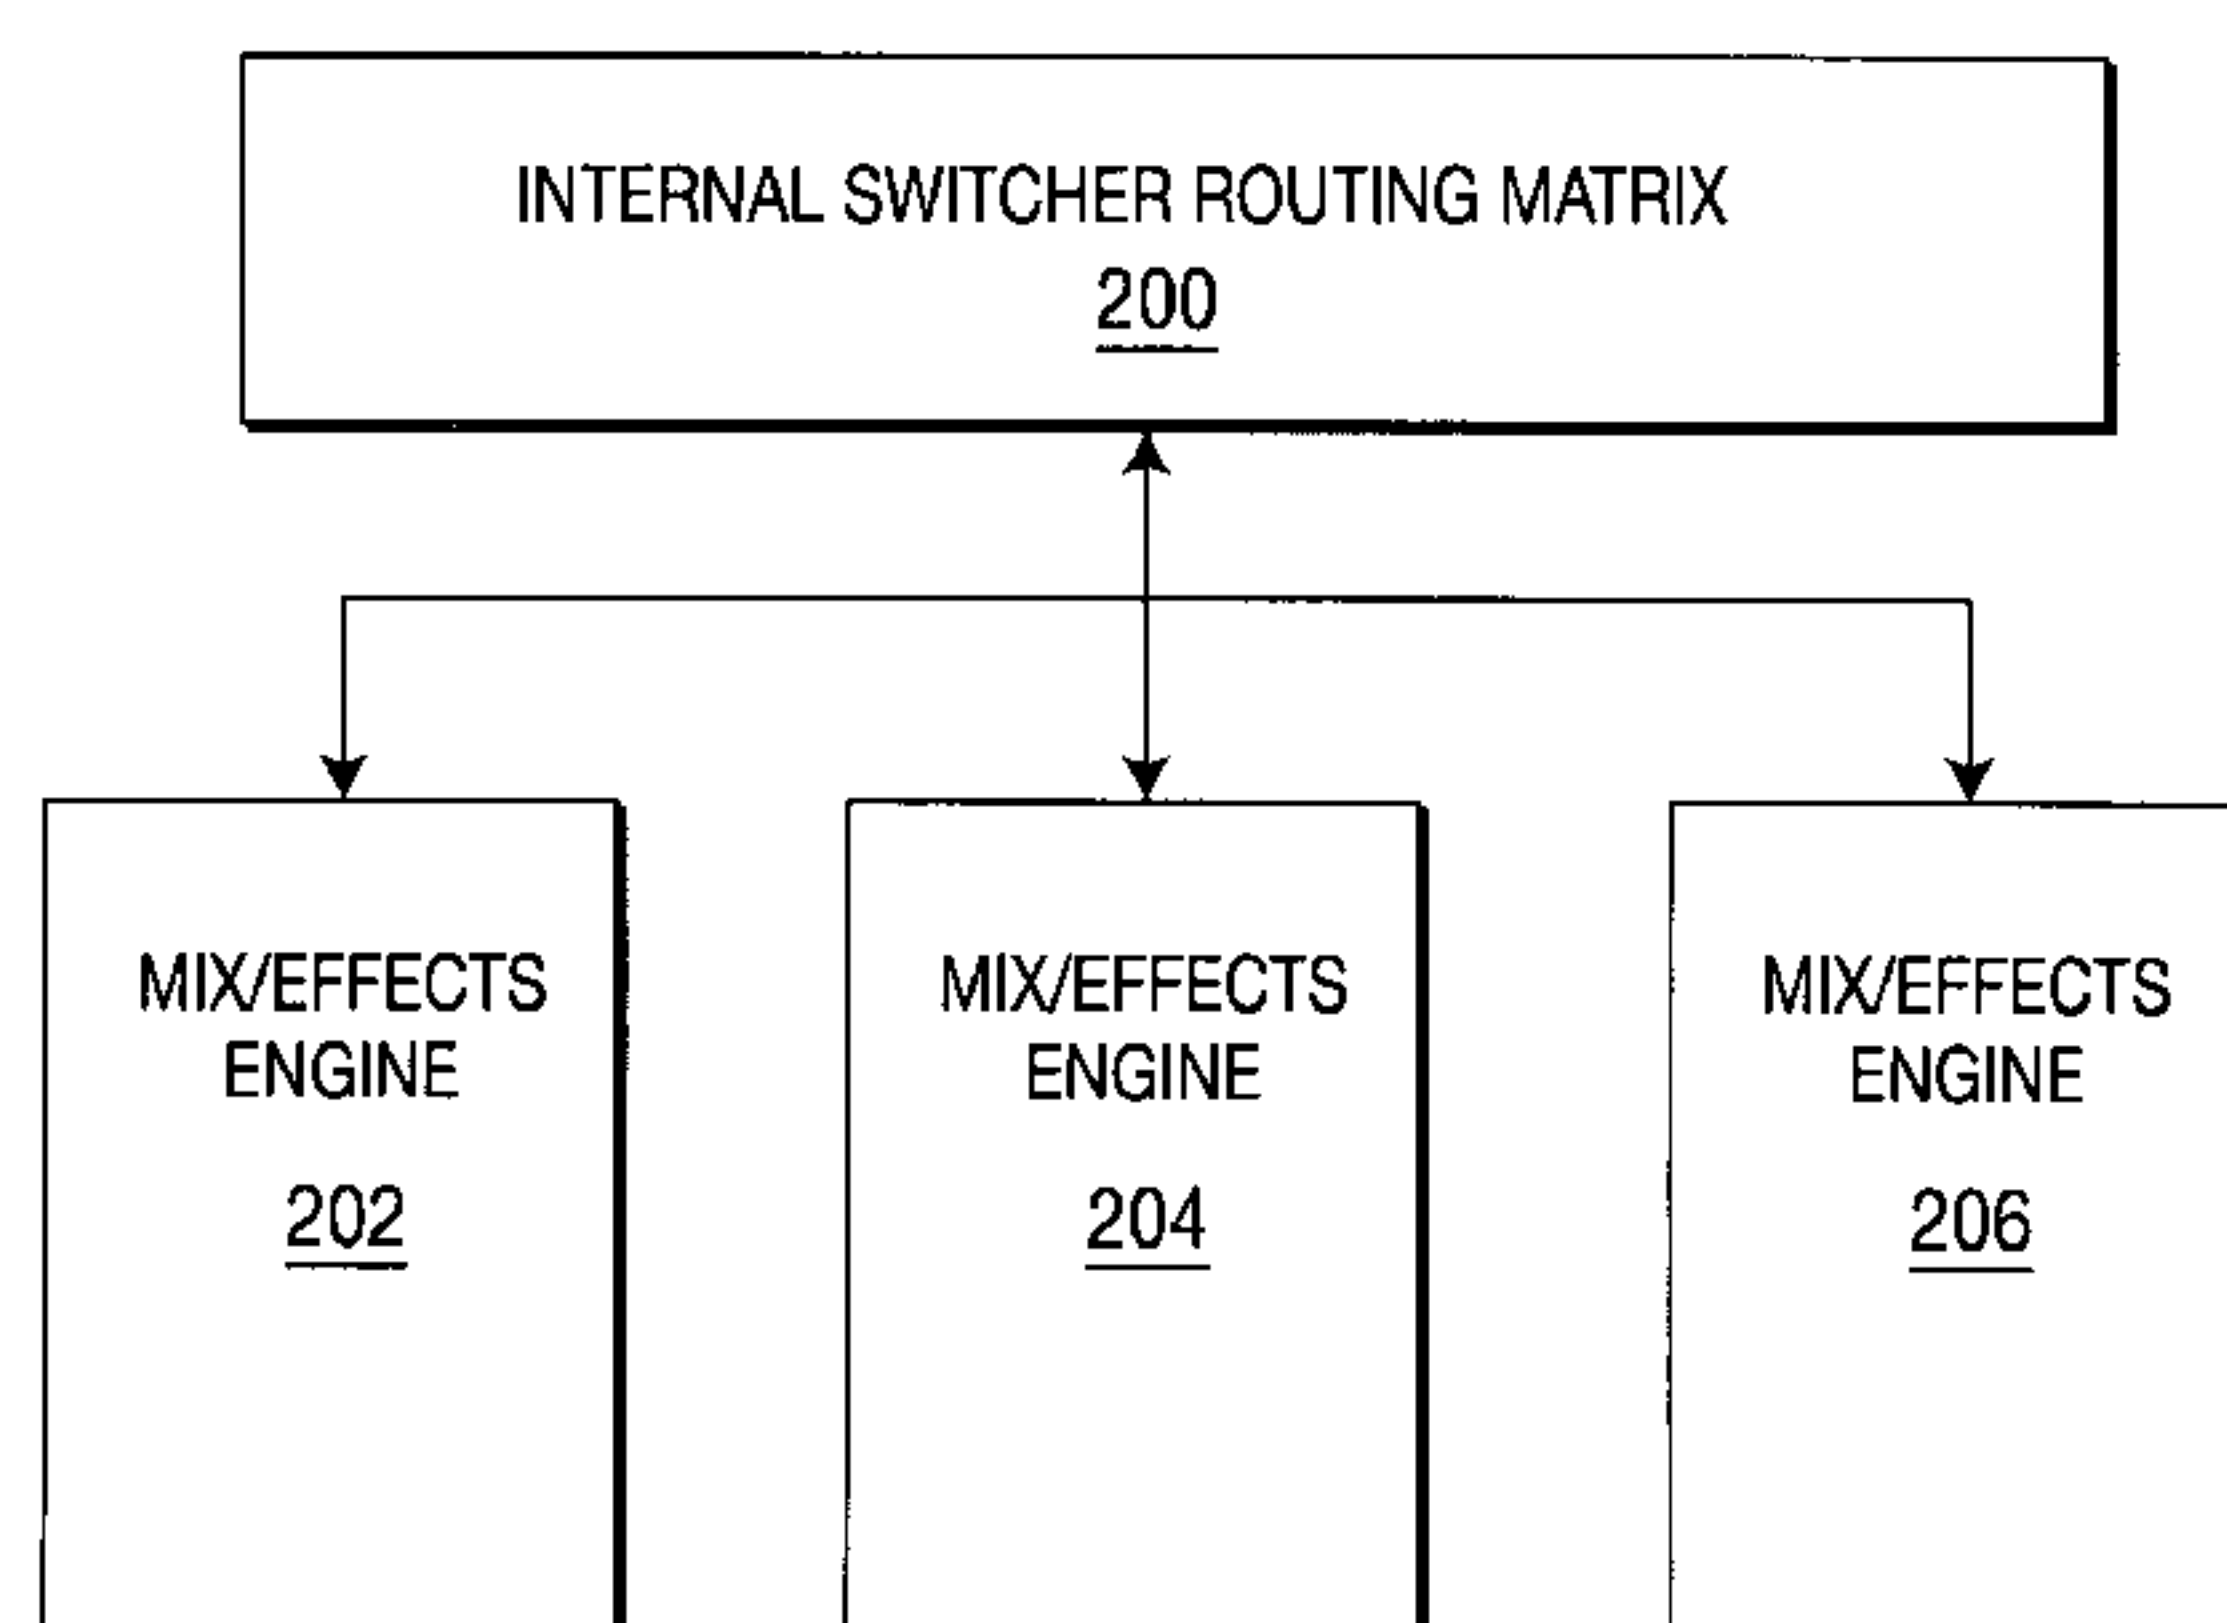 INTERNAL SWITCHER ROUTING MATRIX
200
MIX/EFFECTS
ENGINE
202
MIX/EFFECTS
ENGINE
204
MIX/EFFECTS
ENGINE
206